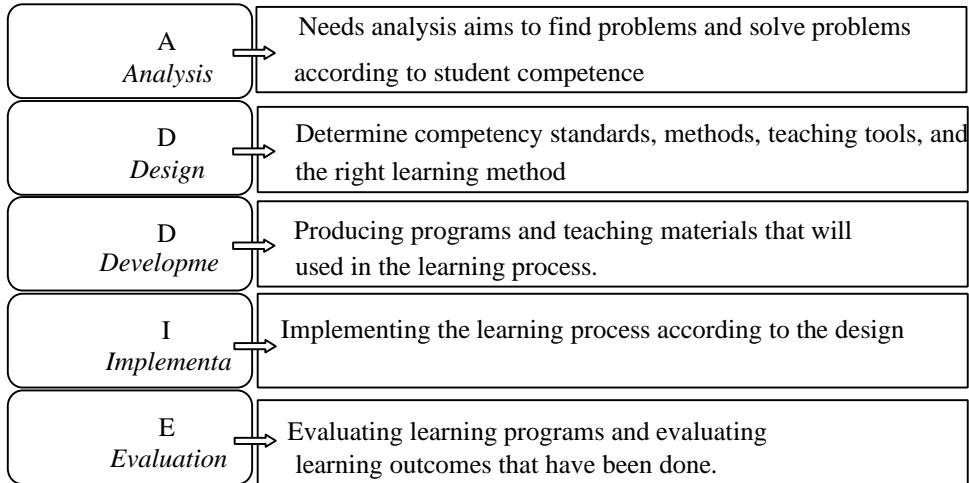 A
Analysis
Needs analysis aims to find problems and solve problems
according to student competence
D
Design
Determine competency standards, methods, teaching tools, and
the right learning method
D
Developme
Producing programs and teaching materials that will
used in the learning process.
I
Implementa
Implementing the learning process according to the design
E
Evaluation
Evaluating learning programs and evaluating
learning outcomes that have been done.